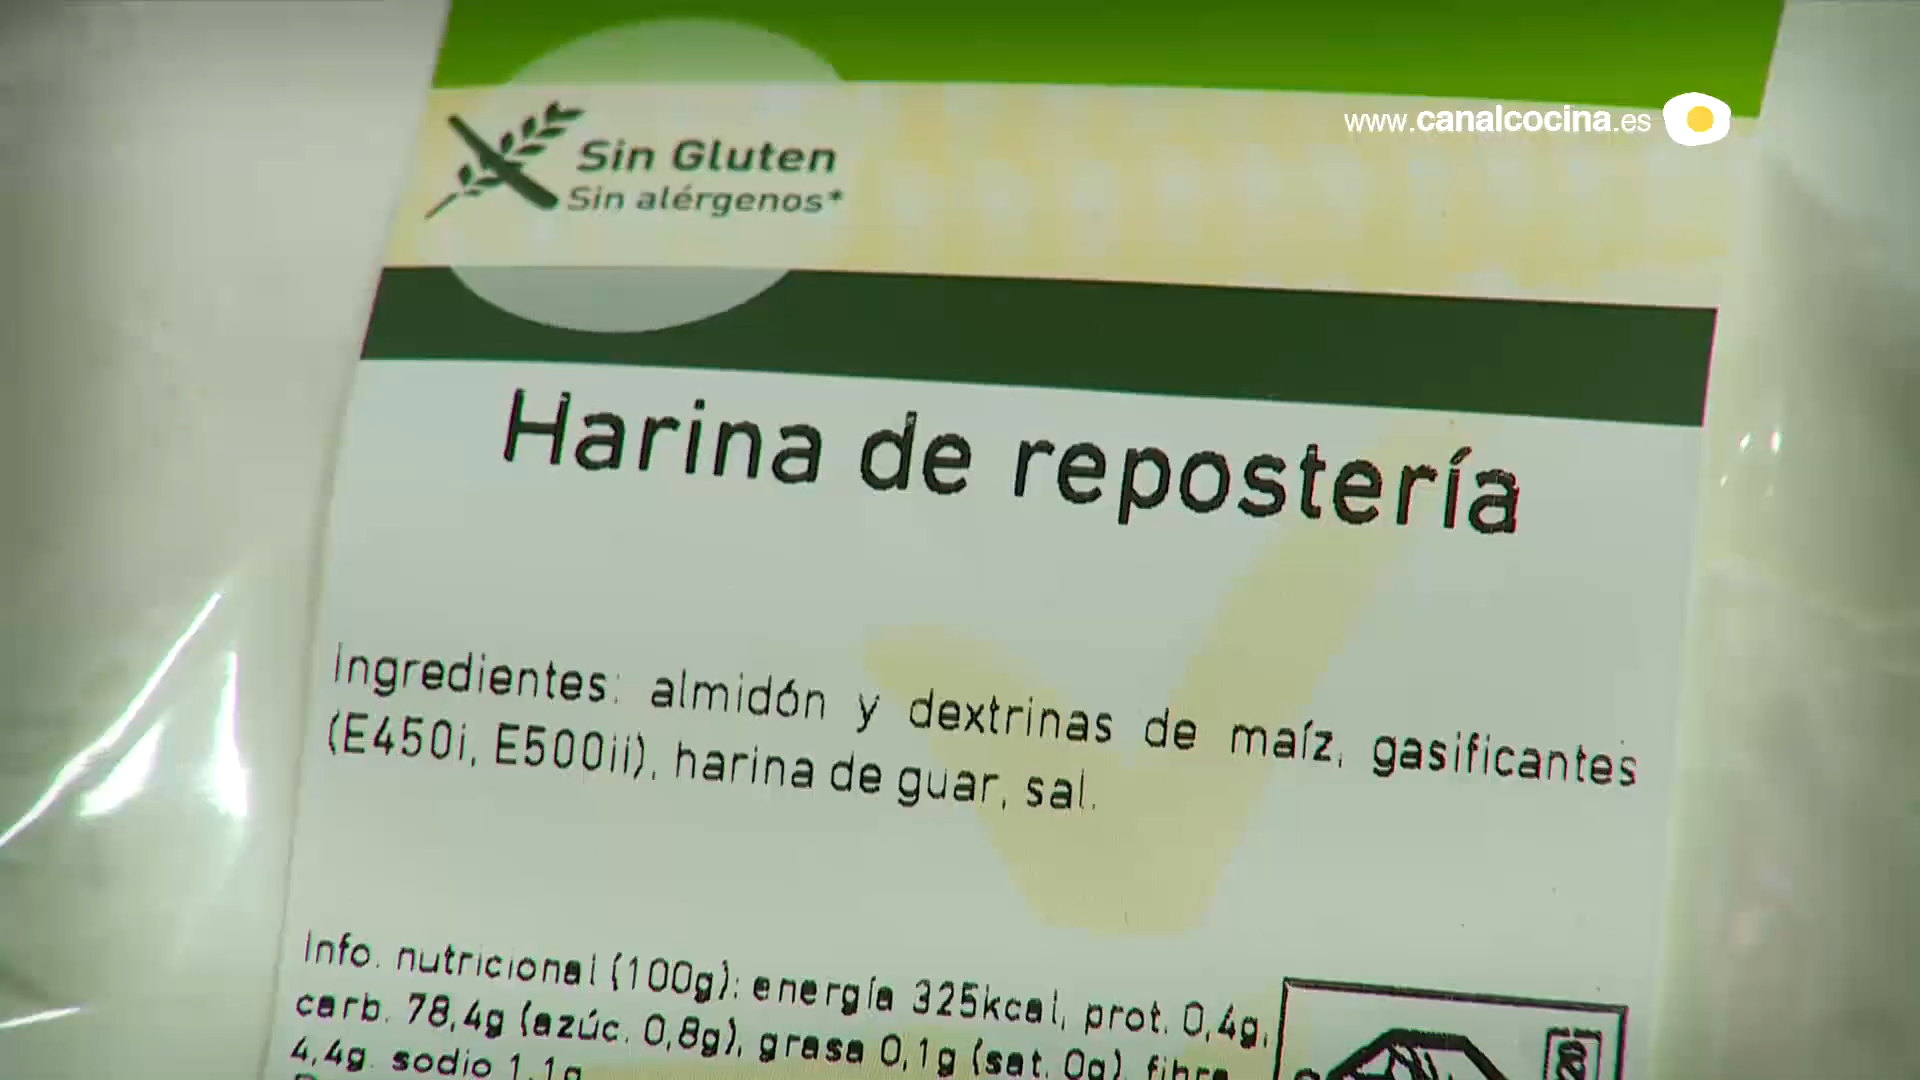 www.canalcocina.es
Sin Gluten
Sin alérgenos*
Harina de repostería
Ingredientes: almidón y dextrinas de maíz, gasificantes
(E450i, E500ii), harina de guar, sal.
Info. nutricional (100g): energía 325kcal, prot. 0,4g,
carb. 78,4g (azúc. 0,8g), grasa 0,1g (sat. 0g), fibra
4,4g. sodio 1,1g